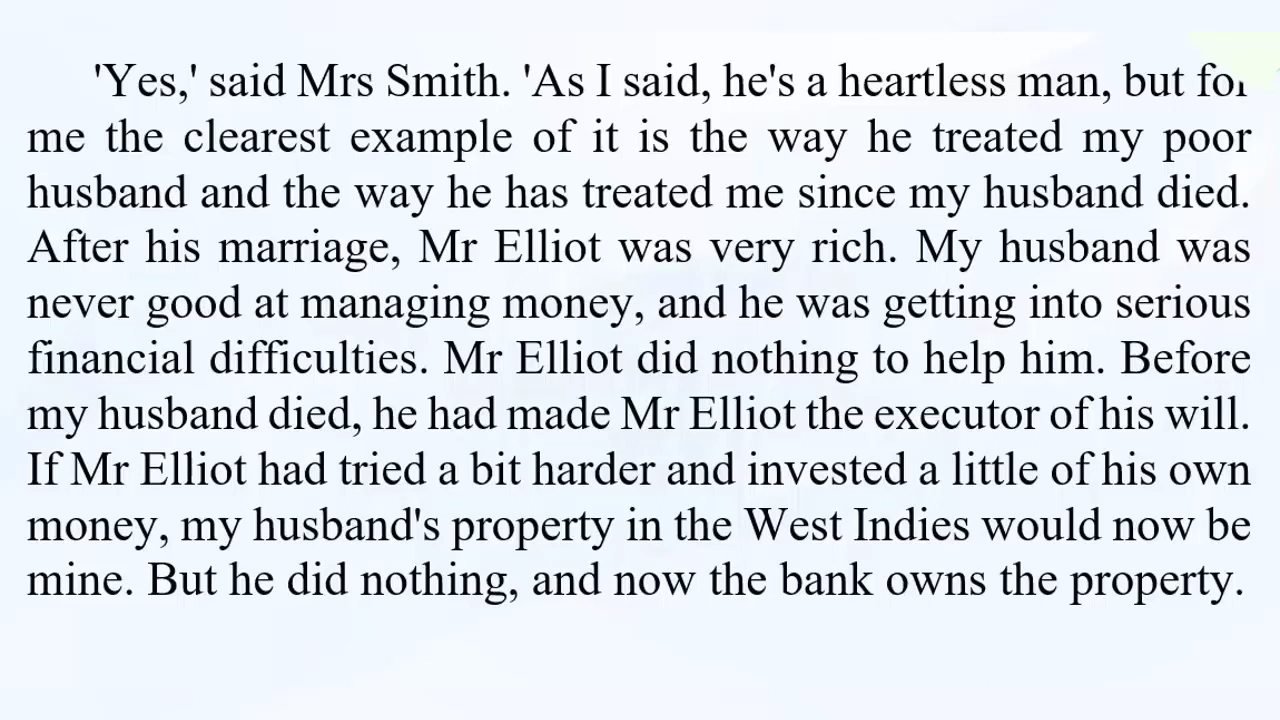 'Yes,' said Mrs Smith. 'As I said, he's a heartless man, but for
me the clearest example of it is the way he treated my poor
husband and the way he has treated me since my husband died.
After his marriage, Mr Elliot was very rich. My husband was
never good at managing money, and he was getting into serious
financial difficulties. Mr Elliot did nothing to help him. Before
my husband died, he had made Mr Elliot the executor of his will.
If Mr Elliot had tried a bit harder and invested a little of his own
money, my husband's property in the West Indies would now be
mine. But he did nothing, and now the bank owns the property.